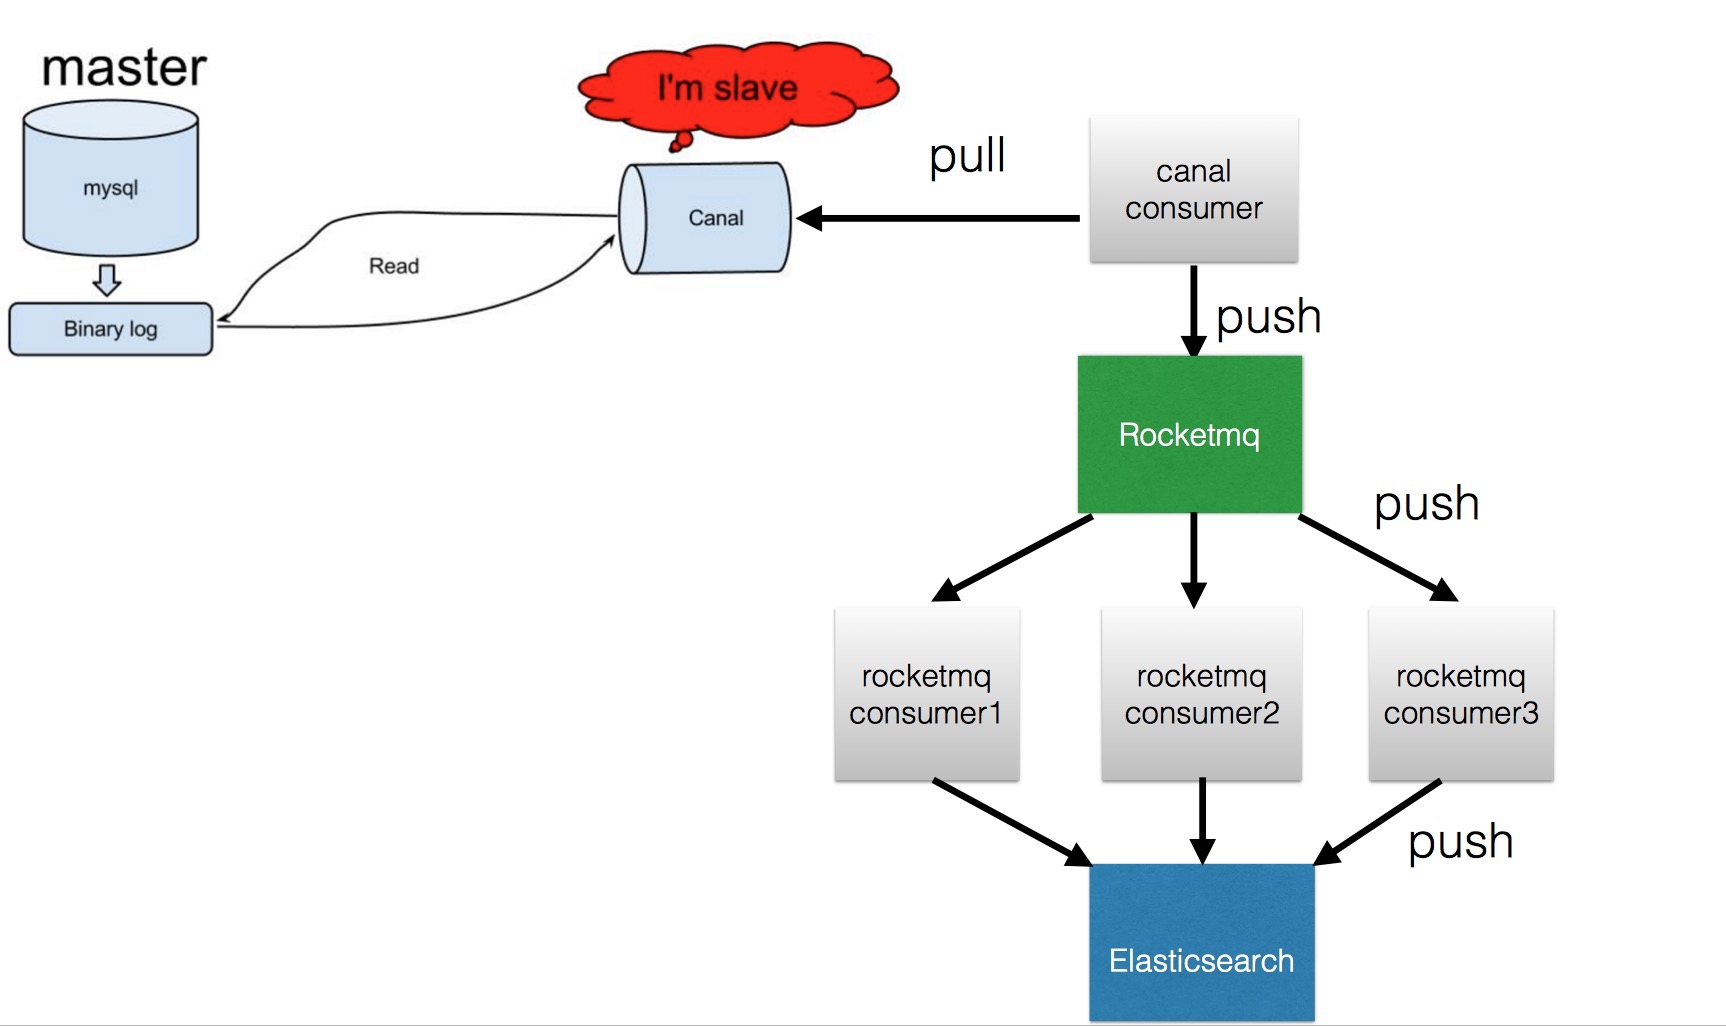 master
mysql
Binary log
Read
I'm slave
Canal
pull
canal
consumer
push
Rocketmq
push
rocketmq
consumer1
rocketmq
consumer2
rocketmq
consumer3
push
Elasticsearch